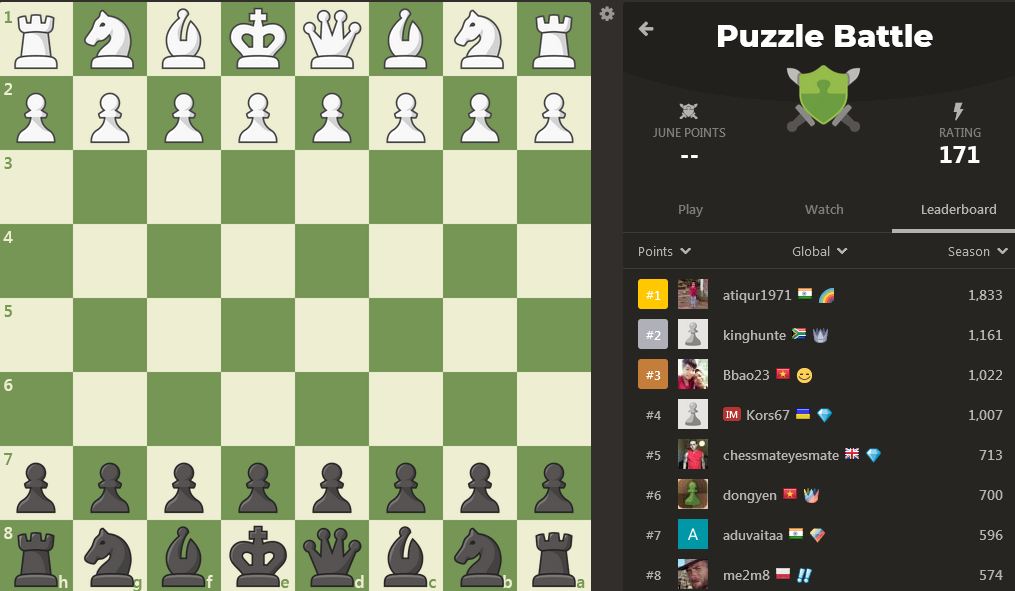 1
2
3
4
5
6
7
8
h g f e d c b a
Puzzle Battle
JUNE POINTS
--
RATING
171
Play Watch Leaderboard
Points Global Season
#1 atiqur1971 1,833
#2 kinghunte 1,161
#3 Bbao23 1,022
#4 IM Kors67 1,007
#5 chessmateyesmate 713
#6 dongyen 700
#7 A aduvaitaa 596
#8 me2m8 574